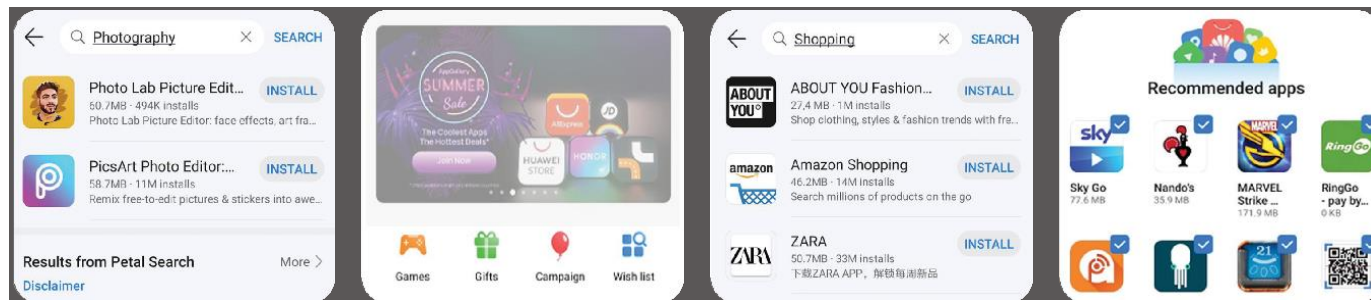 Photography
SEARCH
Photo Lab Picture Edit...
INSTALL
60.7MB · 494K installs
Photo Lab Picture Editor: face effects, art fra...
PicsArt Photo Editor:...
INSTALL
58.7MB · 11M installs
Remix free-to-edit pictures & stickers into awe...
Results from Petal Search
More >
Disclaimer
AppGallery
SUMMER
Sale
The Coolest Apps
The Hottest Deals*
Join Now
AliExpress
JD
HUAWEI
STORE
HONOR
Games
Gifts
Campaign
Wish list
Shopping
SEARCH
ABOUT
YOU°
ABOUT YOU Fashion...
INSTALL
27,4 MB · 1M installs
Shop clothing, styles & fashion trends with fre...
amazon
Amazon Shopping
INSTALL
46.2MB · 14M installs
Search millions of products on the go
ZARA
ZARA
INSTALL
50.7MB · 33M installs
下载ZARA APP，解锁每周新品
Recommended apps
sky
MARVEL
RingGo
Sky Go
77.6 MB
Nando's
35.9 MB
MARVEL
Strike ...
171.9 MB
RingGo
- pay by...
0 KB
21